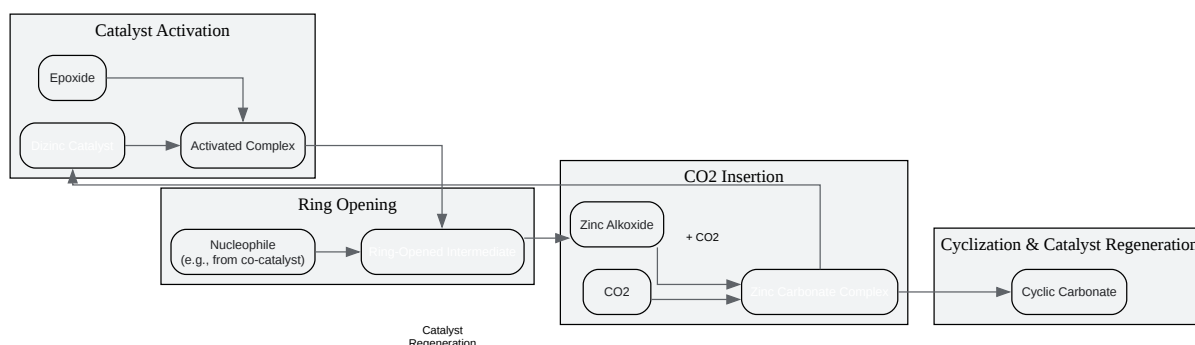 Catalyst Activation
Epoxide
Dizinc Catalyst
Activated Complex
Ring Opening
Nucleophile
(e.g., from co-catalyst)
Ring-Opened Intermediate
CO2 Insertion
Zinc Alkoxide
+ CO2
CO2
Zinc Carbonate Complex
Cyclization & Catalyst Regeneration
Cyclic Carbonate
Catalyst
Regeneration